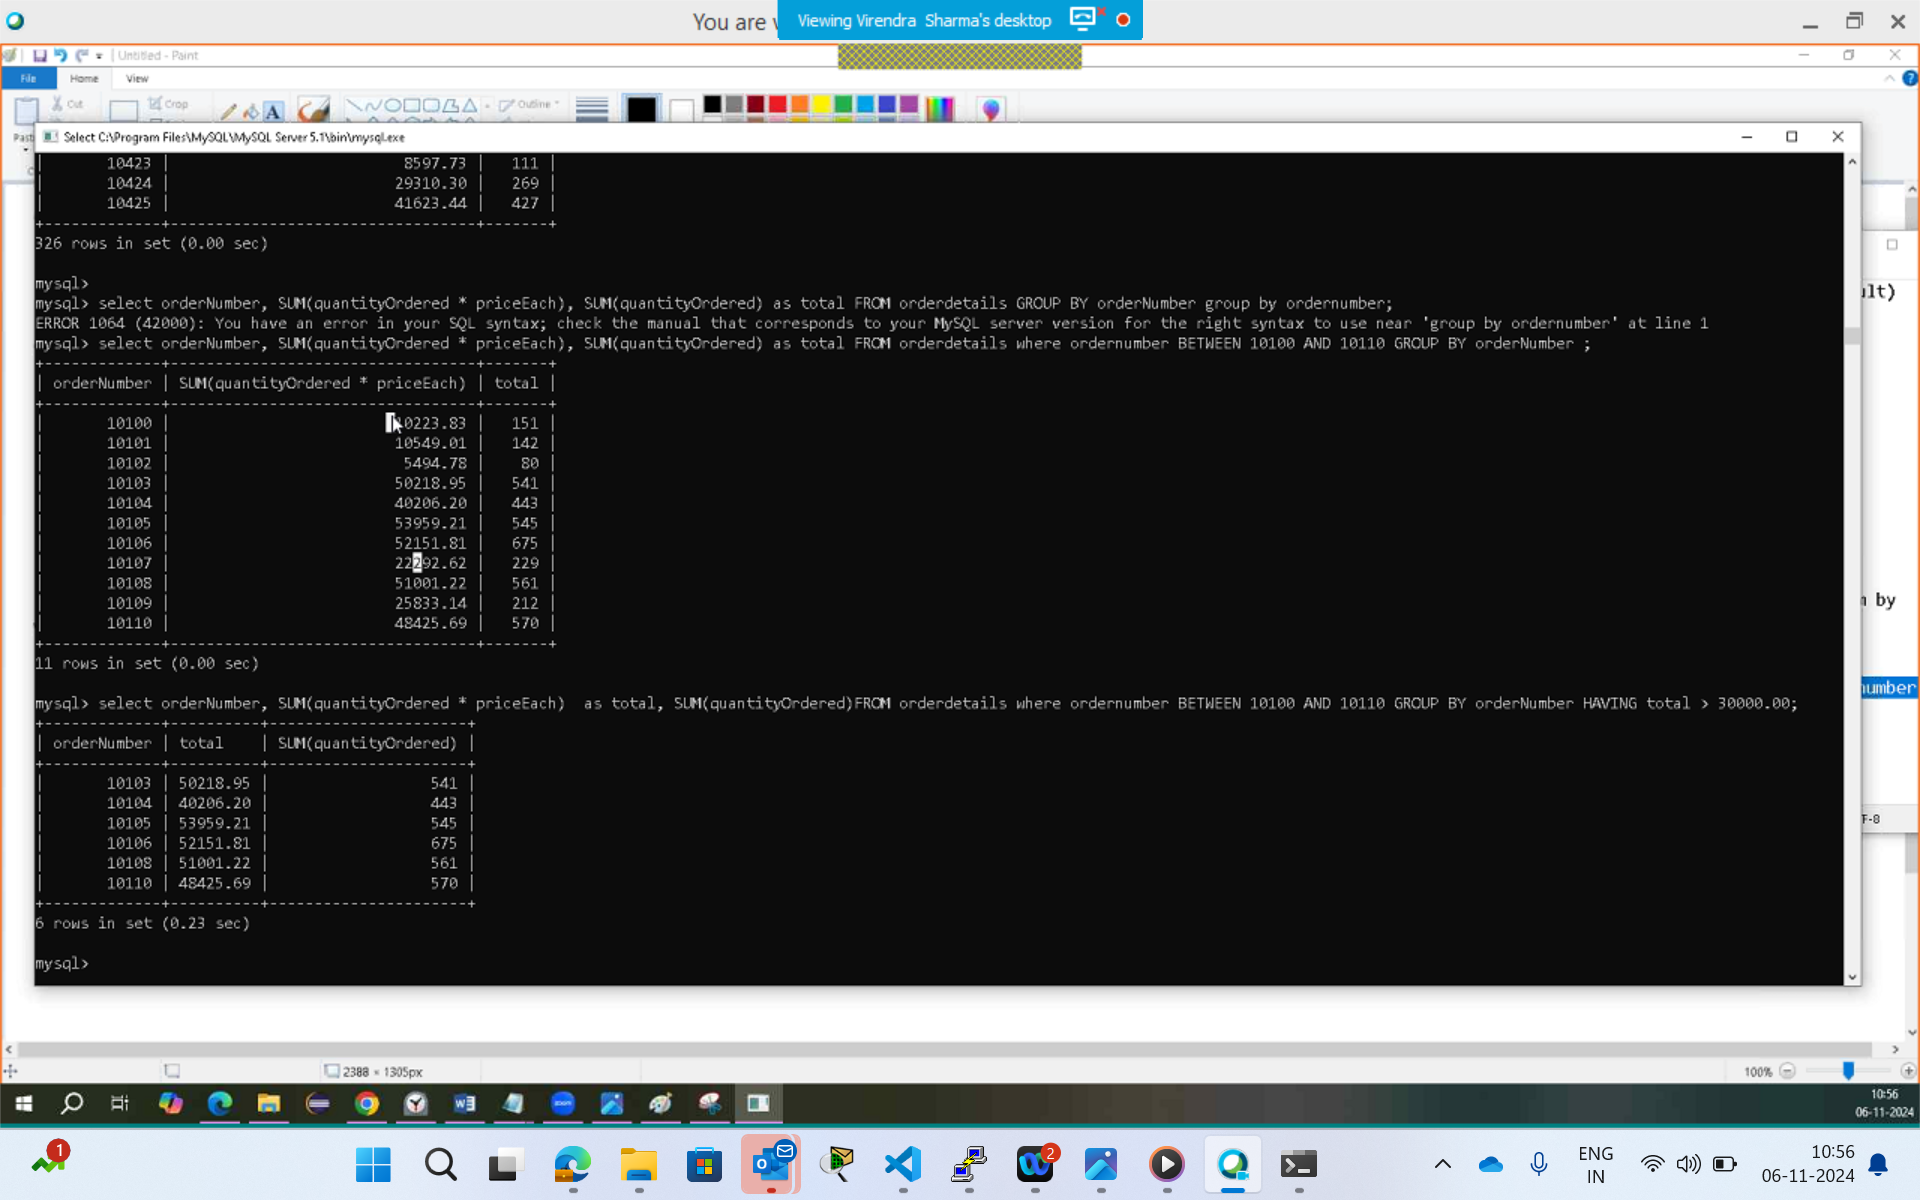 You are v
Viewing Virendra Sharma's desktop
Untitled - Paint
File Home View
Cut
Crop
Outline
Select C:\Program Files\MySQL\MySQL Server 5.1\bin\mysql.exe
| 10423 | 8597.73 | 111 |
| 10424 | 29310.30 | 269 |
| 10425 | 41623.44 | 427 |
+--------------+-----------------------------------+-------+
326 rows in set (0.00 sec)
mysql>
mysql> select orderNumber, SUM(quantityOrdered * priceEach), SUM(quantityOrdered) as total FROM orderdetails GROUP BY orderNumber group by ordernumber;
ERROR 1064 (42000): You have an error in your SQL syntax; check the manual that corresponds to your MySQL server version for the right syntax to use near 'group by ordernumber' at line 1
mysql> select orderNumber, SUM(quantityOrdered * priceEach), SUM(quantityOrdered) as total FROM orderdetails where ordernumber BETWEEN 10100 AND 10110 GROUP BY orderNumber ;
+-------------+----------------------------------+-------+
| orderNumber | SUM(quantityOrdered * priceEach) | total |
+-------------+----------------------------------+-------+
| 10100 | 10223.83 | 151 |
| 10101 | 10549.01 | 142 |
| 10102 | 5494.78 | 80 |
| 10103 | 50218.95 | 541 |
| 10104 | 40206.20 | 443 |
| 10105 | 53959.21 | 545 |
| 10106 | 52151.81 | 675 |
| 10107 | 22292.62 | 229 |
| 10108 | 51001.22 | 561 |
| 10109 | 25833.14 | 212 |
| 10110 | 48425.69 | 570 |
+-------------+----------------------------------+-------+
11 rows in set (0.00 sec)
mysql> select orderNumber, SUM(quantityOrdered * priceEach)  as total, SUM(quantityOrdered)FROM orderdetails where ordernumber BETWEEN 10100 AND 10110 GROUP BY orderNumber HAVING total > 30000.00;
+-------------+----------+----------------------+
| orderNumber | total | SUM(quantityOrdered) |
+-------------+----------+----------------------+
| 10103 | 50218.95 | 541 |
| 10104 | 40206.20 | 443 |
| 10105 | 53959.21 | 545 |
| 10106 | 52151.81 | 675 |
| 10108 | 51001.22 | 561 |
| 10110 | 48425.69 | 570 |
+-------------+----------+----------------------+
6 rows in set (0.23 sec)
mysql>
ult)
by
number
F-8
2388 × 1305px
100%
10:56
06-11-2024
1
2
ENG
IN
10:56
06-11-2024